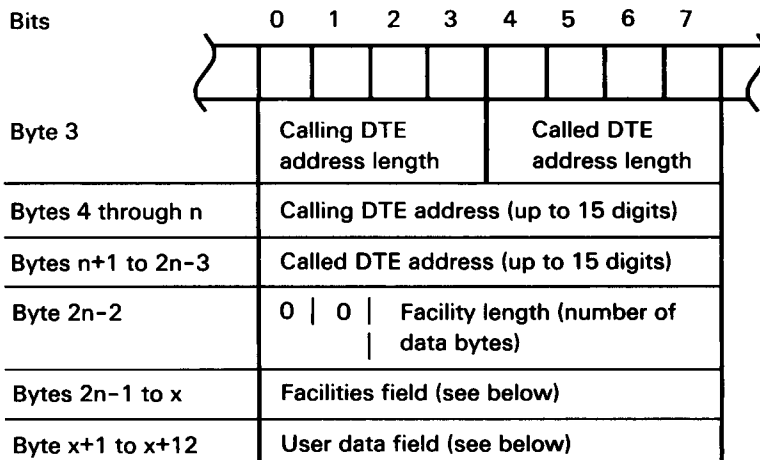 Bits 0 1 2 3 4 5 6 7
Byte 3 Calling DTE Called DTE
address length address length
Bytes 4 through n Calling DTE address (up to 15 digits)
Bytes n+1 to 2n-3 Called DTE address (up to 15 digits)
Byte 2n-2 0 | 0 | Facility length (number of
| data bytes)
Bytes 2n-1 to x Facilities field (see below)
Byte x+1 to x+12 User data field (see below)